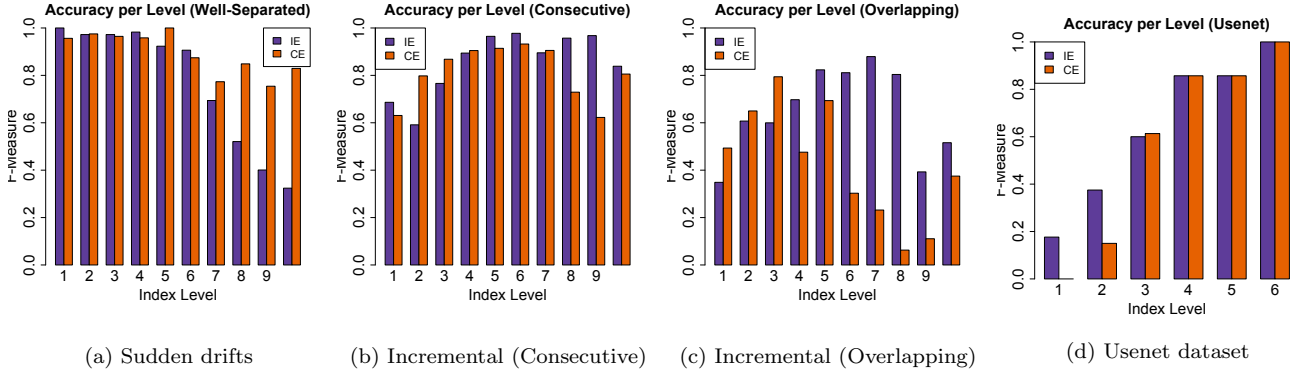 Accuracy per Level (Well-Separated)
IE
CE
F-Measure
0.0 0.2 0.4 0.6 0.8 1.0
1 2 3 4 5 6 7 8 9
Index Level
(a) Sudden drifts
Accuracy per Level (Consecutive)
IE
CE
F-Measure
0.0 0.2 0.4 0.6 0.8 1.0
1 2 3 4 5 6 7 8 9
Index Level
(b) Incremental (Consecutive)
Accuracy per Level (Overlapping)
IE
CE
F-Measure
0.0 0.2 0.4 0.6 0.8 1.0
1 2 3 4 5 6 7 8 9
Index Level
(c) Incremental (Overlapping)
Accuracy per Level (Usenet)
IE
CE
F-Measure
0.0 0.2 0.4 0.6 0.8 1.0
1 2 3 4 5 6
Index Level
(d) Usenet dataset